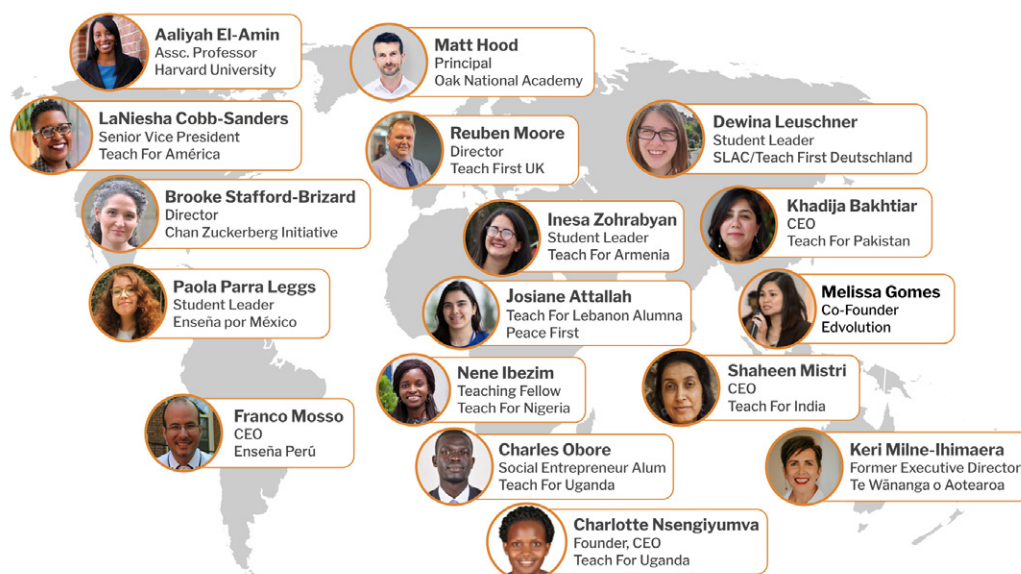 Aaliyah El-Amin
Assc. Professor
Harvard University
Matt Hood
Principal
Oak National Academy
LaNiesha Cobb-Sanders
Senior Vice President
Teach For América
Reuben Moore
Director
Teach First UK
Dewina Leuschner
Student Leader
SLAC/Teach First Deutschland
Brooke Stafford-Brizard
Director
Chan Zuckerberg Initiative
Inesa Zohrabyan
Student Leader
Teach For Armenia
Khadija Bakhtiar
CEO
Teach For Pakistan
Paola Parra Leggs
Student Leader
Enseña por México
Josiane Attallah
Teach For Lebanon Alumna
Peace First
Melissa Gomes
Co-Founder
Edvolution
Nene Ibezim
Teaching Fellow
Teach For Nigeria
Shaheen Mistri
CEO
Teach For India
Franco Mosso
CEO
Enseña Perú
Charles Obore
Social Entrepreneur Alum
Teach For Uganda
Keri Milne-Ihimaera
Former Executive Director
Te Wānanga o Aotearoa
Charlotte Nsengiyumva
Founder, CEO
Teach For Uganda